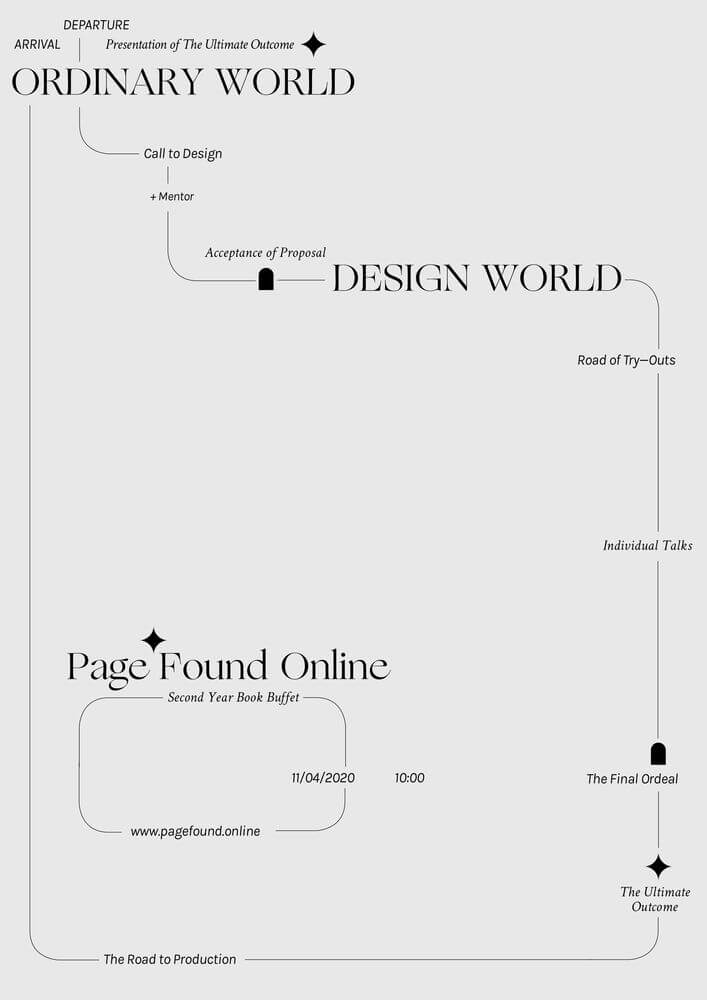 DEPARTURE
ARRIVAL
Presentation of The Ultimate Outcome
ORDINARY WORLD
Call to Design
+ Mentor
Acceptance of Proposal
DESIGN WORLD
Road of Try—Outs
Individual Talks
Page Found Online
Second Year Book Buffet
11/04/2020 10:00
The Final Ordeal
www.pagefound.online
The Ultimate
Outcome
The Road to Production